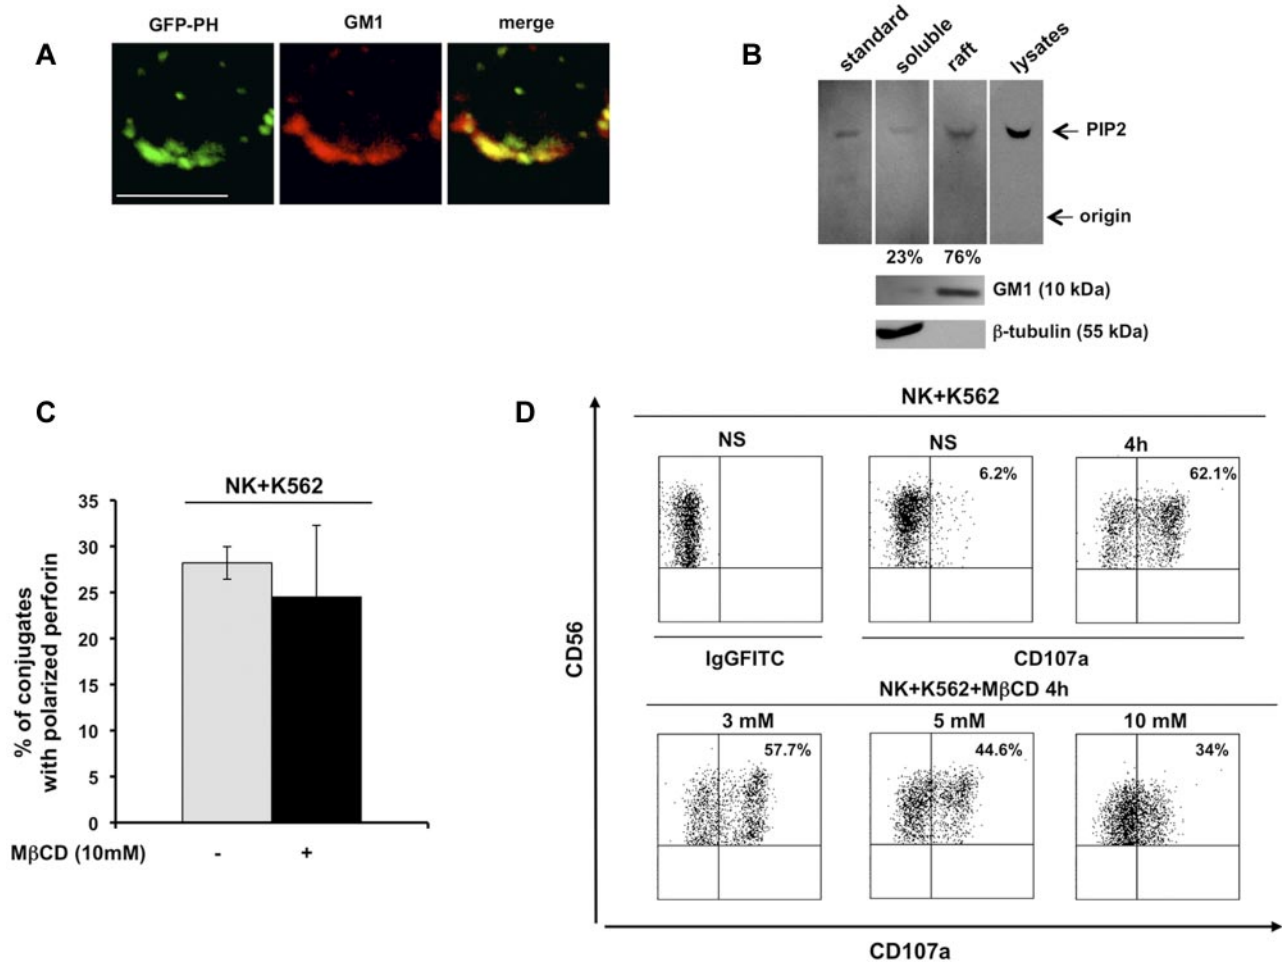 A
GFP-PH GM1 merge
B
standard soluble raft lysates
PIP2
origin
23% 76%
GM1 (10 kDa)
β-tubulin (55 kDa)
C
NK+K562
% of conjugates
with polarized perforin
35
30
25
20
15
10
5
0
MβCD (10mM) - +
D
NK+K562
NS NS 4h
6.2% 62.1%
IgGFITC CD107a
CD56
NK+K562+MβCD 4h
3 mM 5 mM 10 mM
57.7% 44.6% 34%
CD107a